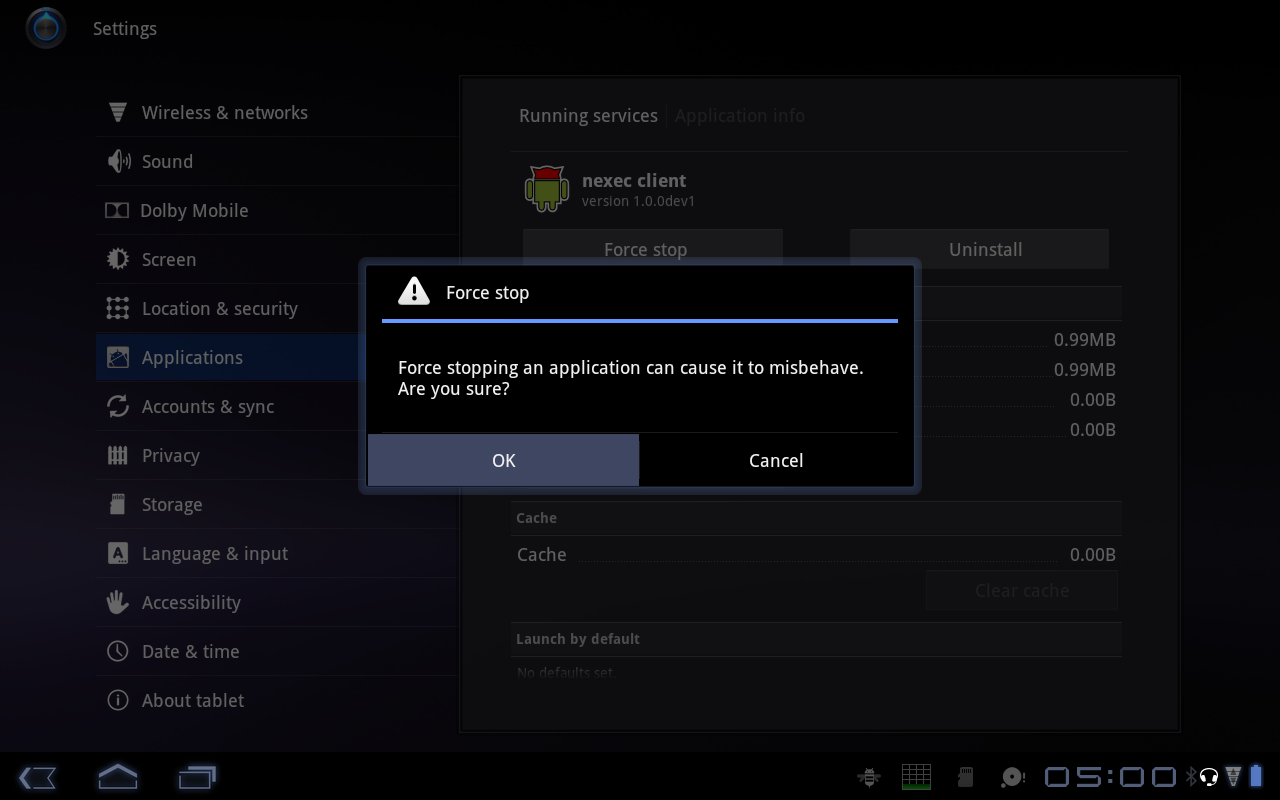 Settings
Wireless & networks
Sound
Dolby Mobile
Screen
Location & security
Applications
Accounts & sync
Privacy
Storage
Language & input
Accessibility
Date & time
About tablet
Running services
Application info
nexec client
version 1.0.0dev1
Force stop
Uninstall
0.99MB
0.99MB
0.00B
0.00B
Force stop
Force stopping an application can cause it to misbehave.
Are you sure?
OK
Cancel
Cache
Cache 0.00B
Clear cache
Launch by default
No defaults set.
05:00